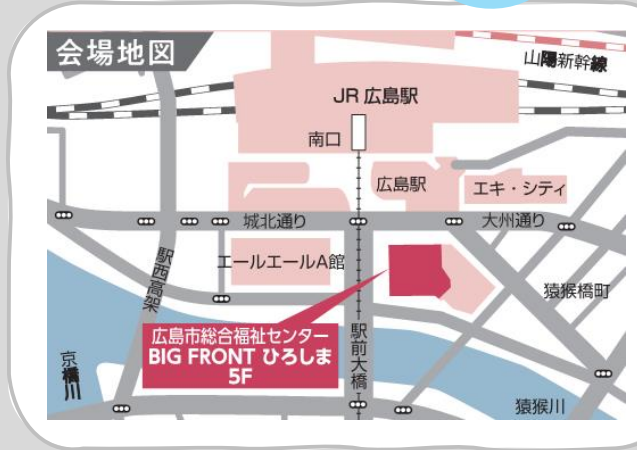 会場地図
山陽新幹線
JR 広島駅
南口
広島駅
エキ・シティ
城北通り
大州通り
エールエールA館
駅西高架
猿猴橋町
広島市総合福祉センター
BIG FRONT ひろしま
5F
駅前大橋
京橋川
猿猴川